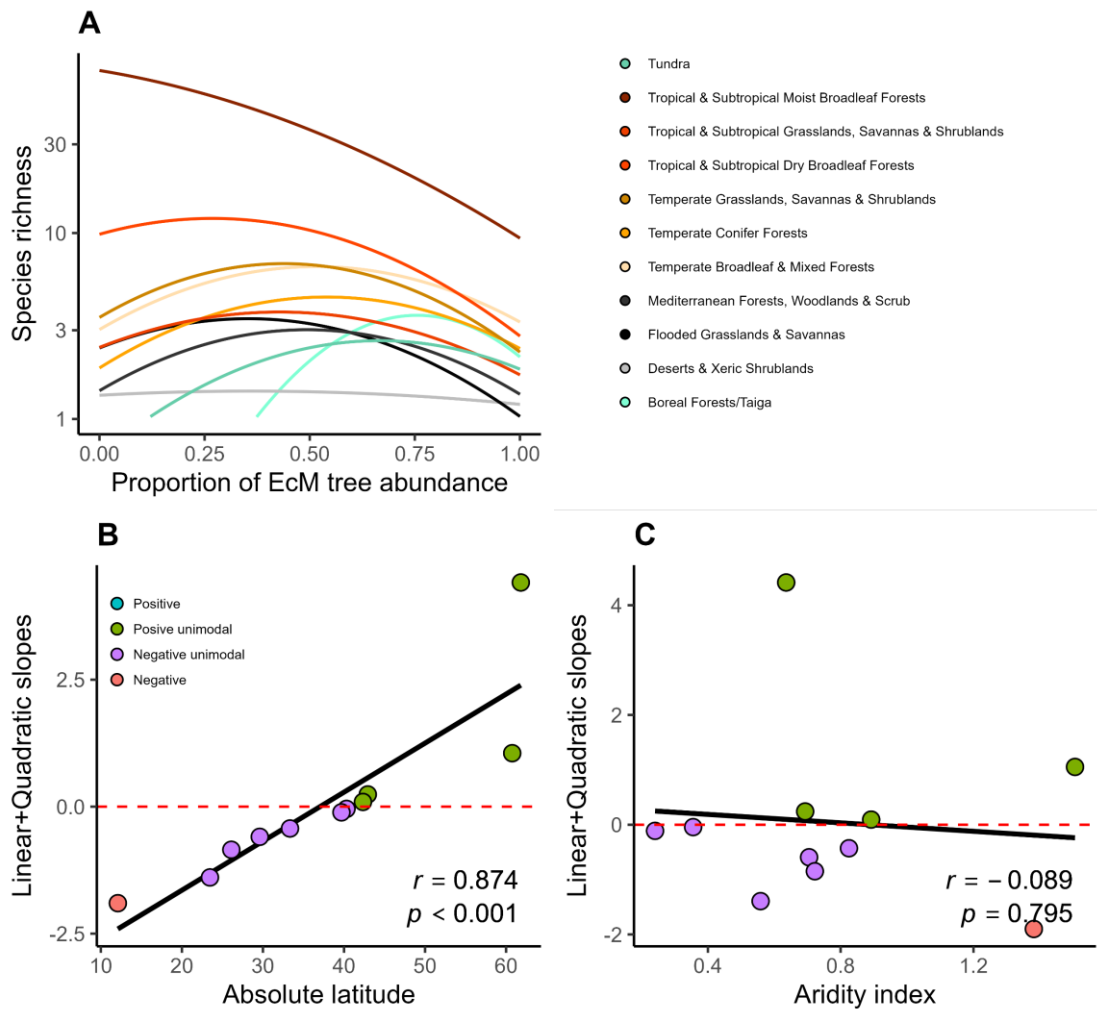 A
Species richness
30
10
3
1
0.00 0.25 0.50 0.75 1.00
Proportion of EcM tree abundance
Tundra
Tropical & Subtropical Moist Broadleaf Forests
Tropical & Subtropical Grasslands, Savannas & Shrublands
Tropical & Subtropical Dry Broadleaf Forests
Temperate Grasslands, Savannas & Shrublands
Temperate Conifer Forests
Temperate Broadleaf & Mixed Forests
Mediterranean Forests, Woodlands & Scrub
Flooded Grasslands & Savannas
Deserts & Xeric Shrublands
Boreal Forests/Taiga
B
Linear+Quadratic slopes
Positive
Posive unimodal
Negative unimodal
Negative
2.5
0.0
-2.5
r = 0.874
p < 0.001
10 20 30 40 50 60
Absolute latitude
C
Linear+Quadratic slopes
4
2
0
-2
r = − 0.089
p = 0.795
0.4 0.8 1.2
Aridity index